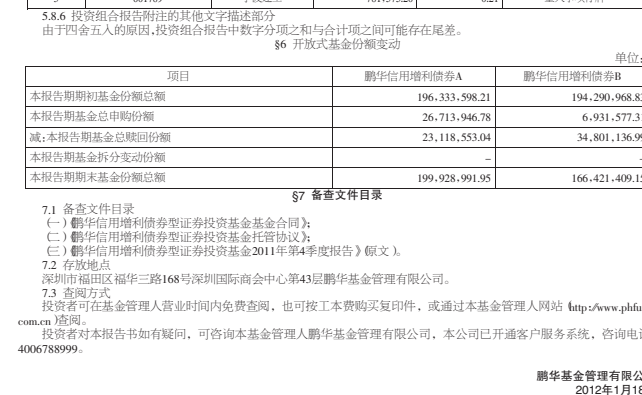 5.8.6 投资组合报告附注的其他文字描述部分
由于四舍五入的原因,投资组合报告中数字分项之和与合计项之间可能存在尾差。
§6 开放式基金份额变动
单位:
项目 鹏华信用增利债券A 鹏华信用增利债券B
本报告期期初基金份额总额 196,333,598.21 194,290,968.83
本报告期基金总申购份额 26,713,946.78 6,931,577.31
减:本报告期基金总赎回份额 23,118,553.04 34,801,136.99
本报告期基金拆分变动份额 – –
本报告期期末基金份额总额 199,928,991.95 166,421,409.15
§7 备查文件目录
7.1 备查文件目录
(一)《鹏华信用增利债券型证券投资基金基金合同》;
(二)《鹏华信用增利债券型证券投资基金托管协议》;
(三)《鹏华信用增利债券型证券投资基金2011年第4季度报告》(原文)。
7.2 存放地点
深圳市福田区福华三路168号深圳国际商会中心第43层鹏华基金管理有限公司。
7.3 查阅方式
投资者可在基金管理人营业时间内免费查阅,也可按工本费购买复印件,或通过本基金管理人网站(http://www.phfu
com.cn)查阅。
投资者对本报告书如有疑问,可咨询本基金管理人鹏华基金管理有限公司,本公司已开通客户服务系统,咨询电话
4006788999。
鹏华基金管理有限公
2012年1月18